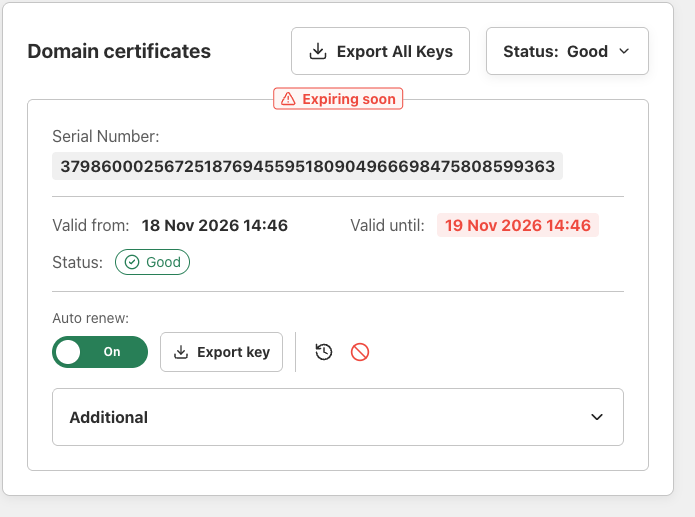 Domain certificates
Export All Keys
Status: Good
Expiring soon
Serial Number:
379860002567251876945595180904966698475808599363
Valid from: 18 Nov 2026 14:46
Valid until: 19 Nov 2026 14:46
Status: Good
Auto renew:
On
Export key
Additional